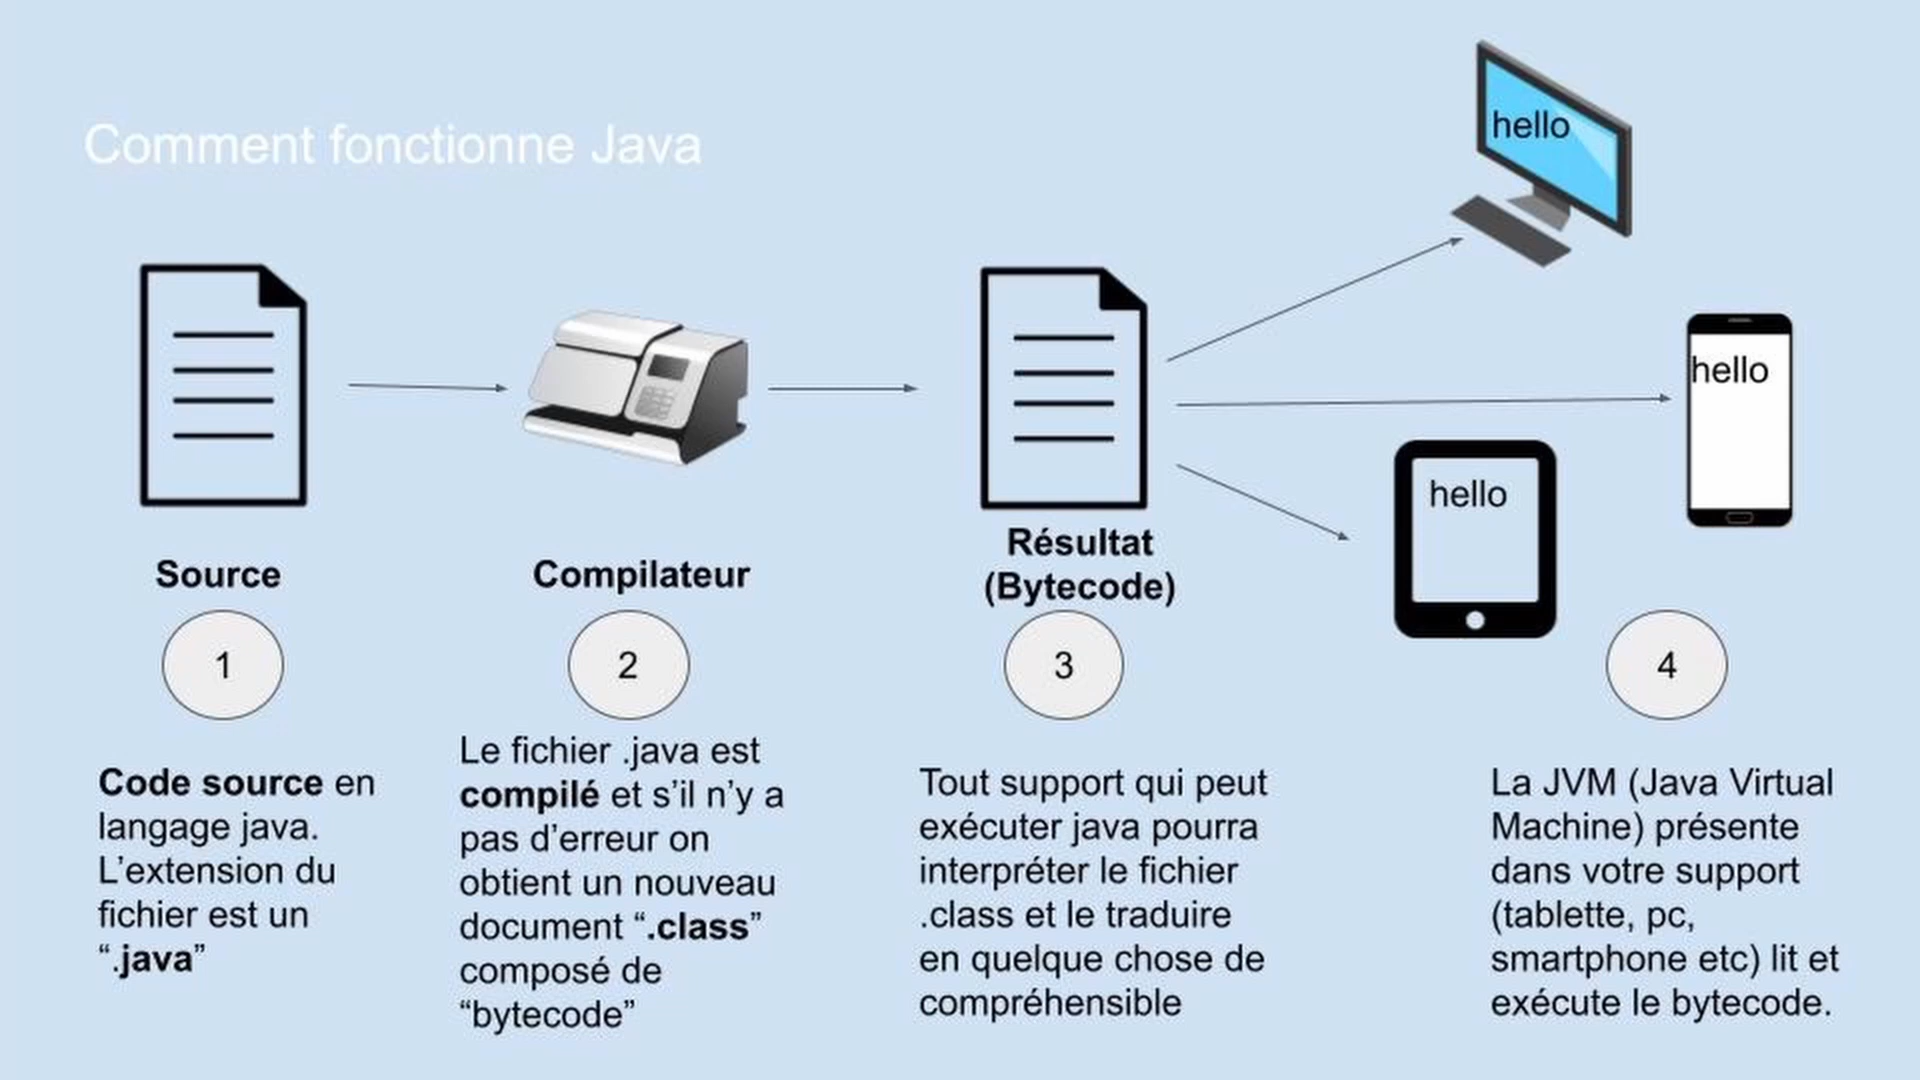 Comment fonctionne Java
hello
hello
hello
Source
Compilateur
Résultat
(Bytecode)
1
2
3
4
Code source en
langage java.
L’extension du
fichier est un
“.java”
Le fichier .java est
compilé et s’il n’y a
pas d’erreur on
obtient un nouveau
document “.class”
composé de
“bytecode”
Tout support qui peut
exécuter java pourra
interpréter le fichier
.class et le traduire
en quelque chose de
compréhensible
La JVM (Java Virtual
Machine) présente
dans votre support
(tablette, pc,
smartphone etc) lit et
exécute le bytecode.